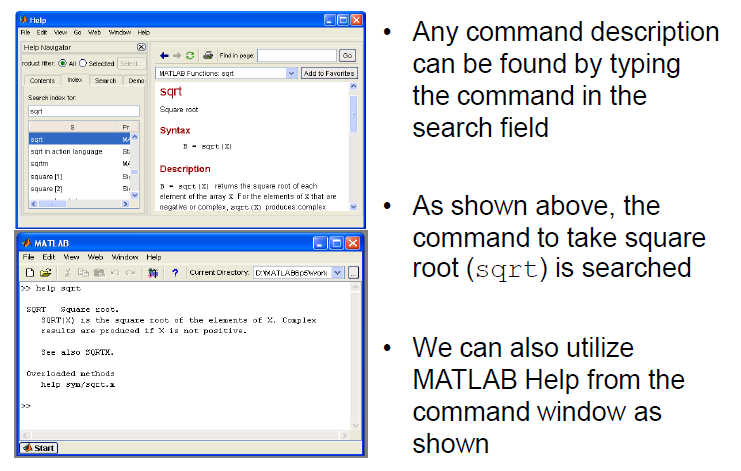 Help
File Edit View Go Web Window Help
Help Navigator
roduct filter: All Selected Select...
Contents Index Search Demo
Search index for:
sqrt
S Pr
sqrt MA
sqrt in action language St
sqrtm MA
square [1] Si
square [2] Si
Find in page: Go
MATLAB Functions: sqrt Add to Favorites
sqrt
Square root
Syntax
B = sqrt(X)
Description
B = sqrt(X) returns the square root of each
element of the array X. For the elements of X that are
negative or complex, sqrt(X) produces complex
MATLAB
File Edit View Web Window Help
? Current Directory: D:\MATLAB6p5\work ...
>> help sqrt
SQRT Square root.
SQRT(X) is the square root of the elements of X. Complex
results are produced if X is not positive.
See also SQRTM.
Overloaded methods
help sym/sqrt.m
>>
Start
• Any command description
can be found by typing
the command in the
search field
• As shown above, the
command to take square
root (sqrt) is searched
• We can also utilize
MATLAB Help from the
command window as
shown